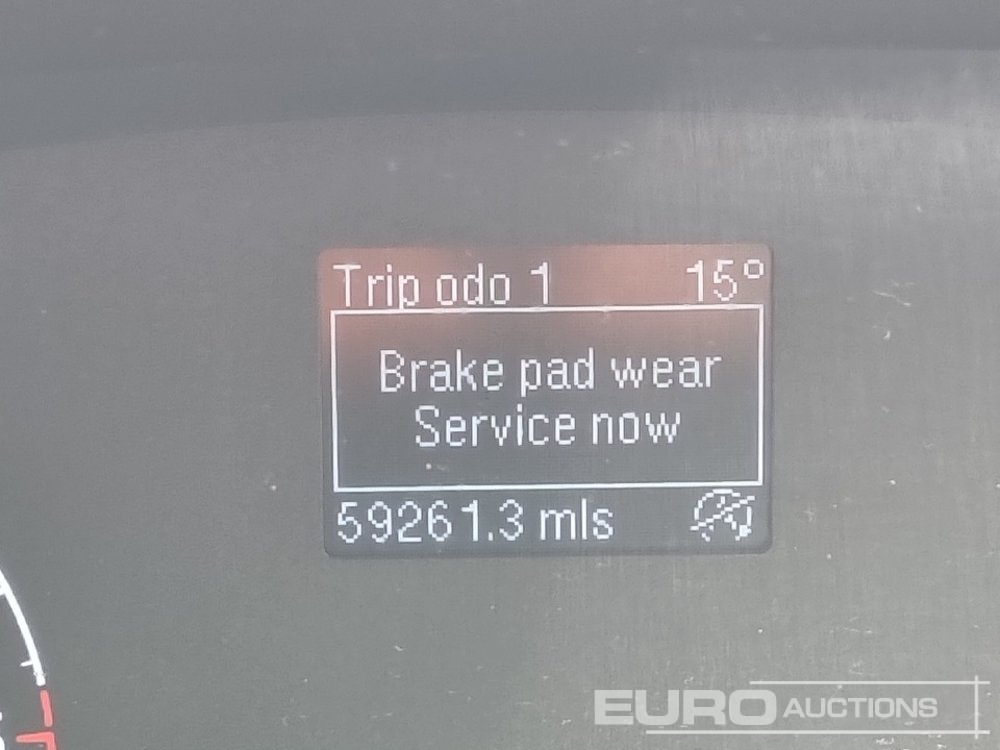 Trip odo 1 15°
Brake pad wear
Service now
59261.3 mls
EURO AUCTIONS